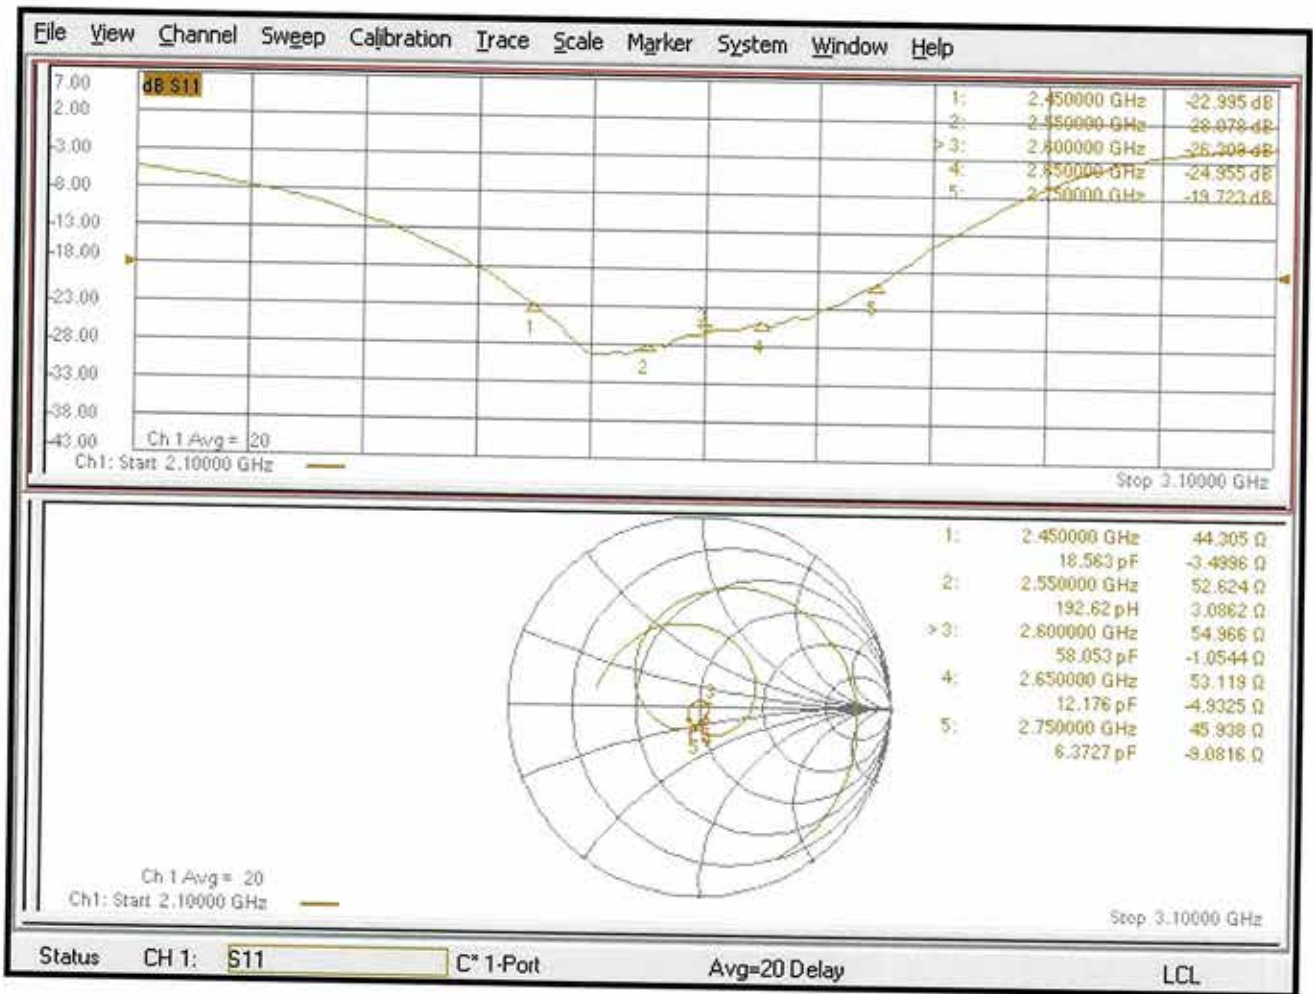 File View Channel Sweep Calibration Trace Scale Marker System Window Help
7.00
dB S11
2.00
-3.00
-8.00
-13.00
-18.00
-23.00
-28.00
-33.00
-38.00
-43.00
1: 2.450000 GHz -22.995 dB
2: 2.550000 GHz -28.078 dB
> 3: 2.600000 GHz -26.309 dB
4: 2.650000 GHz -24.955 dB
5: 2.750000 GHz -19.723 dB
1
2
3
4
5
Ch 1 Avg = 20
Ch1: Start 2.10000 GHz
Stop 3.10000 GHz
1: 2.450000 GHz 44.305 Ω
18.563 pF -3.4996 Ω
2: 2.550000 GHz 52.624 Ω
192.62 pH 3.0862 Ω
> 3: 2.600000 GHz 54.966 Ω
58.053 pF -1.0544 Ω
4: 2.650000 GHz 53.119 Ω
12.176 pF -4.9325 Ω
5: 2.750000 GHz 45.938 Ω
6.3727 pF -9.0816 Ω
3
5
Ch 1 Avg = 20
Ch1: Start 2.10000 GHz
Stop 3.10000 GHz
Status CH 1: S11 C* 1-Port Avg=20 Delay LCL